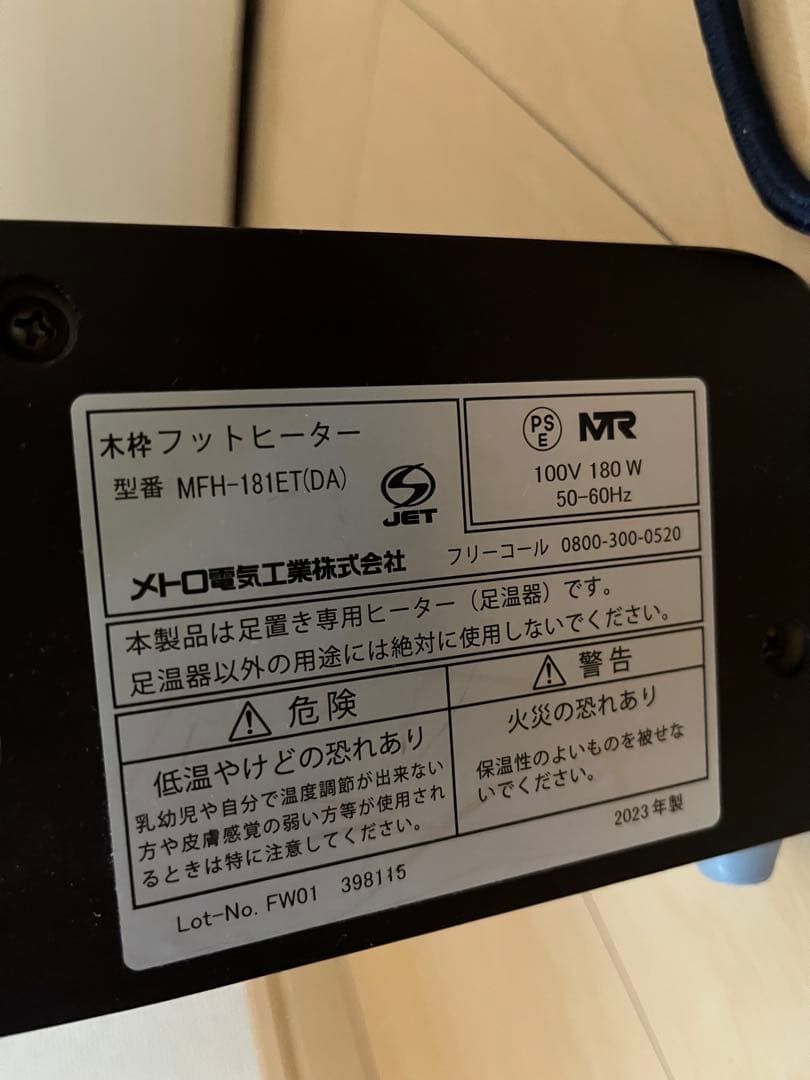 木枠フットヒーター
型番 MFH-181ET(DA)
JET
メトロ電気工業株式会社
PS
E
MTR
100V 180W
50-60Hz
フリーコール 0800-300-0520
本製品は足置き専用ヒーター（足温器）です。
足温器以外の用途には絶対に使用しないでください。
危険
低温やけどの恐れあり
乳幼児や自分で温度調節が出来ない
方や皮膚感覚の弱い方等が使用され
るときは特に注意してください。
警告
火災の恐れあり
保温性のよいものを被せな
いでください。
2023年製
Lot-No. FW01 398115